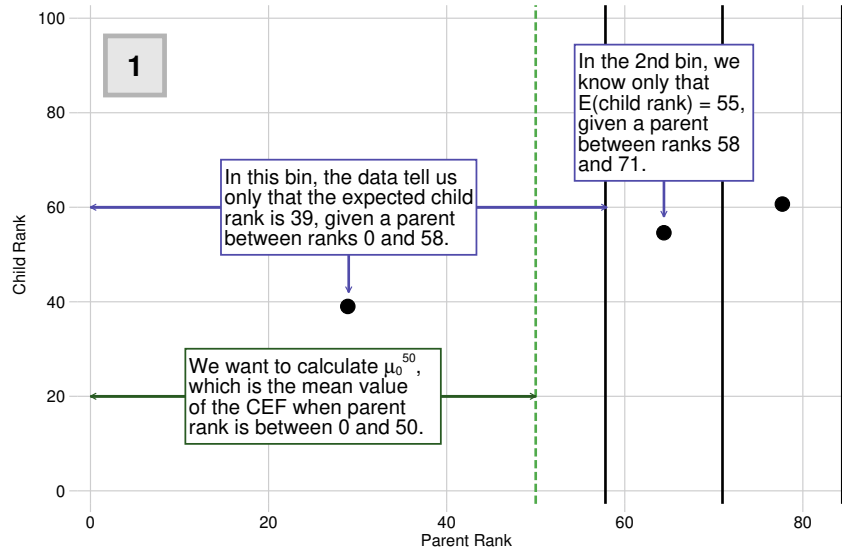 100
80
60
40
20
0
Child Rank
1
In the 2nd bin, we
know only that
E(child rank) = 55,
given a parent
between ranks 58
and 71.
In this bin, the data tell us
only that the expected child
rank is 39, given a parent
between ranks 0 and 58.
We want to calculate μ₀⁵⁰,
which is the mean value
of the CEF when parent
rank is between 0 and 50.
0
20
40
60
80
Parent Rank